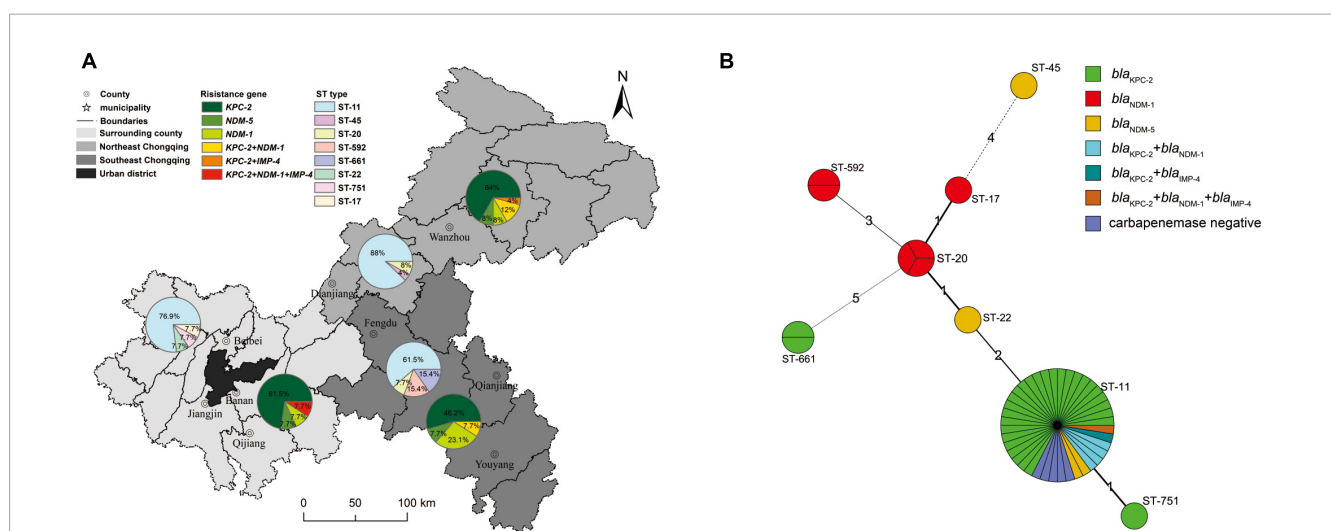 A
County
municipality
Boundaries
Surrounding county
Northeast Chongqing
Southeast Chongqing
Urban district
Risistance gene
KPC-2
NDM-5
NDM-1
KPC-2+NDM-1
KPC-2+IMP-4
KPC-2+NDM-1+IMP-4
ST type
ST-11
ST-45
ST-20
ST-592
ST-661
ST-22
ST-751
ST-17
N
64%
4%
12%
8%
8%
Wanzhou
88%
8%
4%
Dianjiang
Fengdu
76.9%
7.7%
7.7%
7.7%
Beibei
61.5%
15.4%
15.4%
7.7%
Qianjiang
Banan
Jiangjin
Qijiang
61.5%
7.7%
7.7%
7.7%
46.2%
7.7%
23.1%
7.7%
Youyang
0 50 100 km
B
ST-45
4
ST-592
ST-17
3
1
ST-20
5
1
ST-661
ST-22
2
ST-11
1
ST-751
blaKPC-2
blaNDM-1
blaNDM-5
blaKPC-2+blaNDM-1
blaKPC-2+blaIMP-4
blaKPC-2+blaNDM-1+blaIMP-4
carbapenemase negative